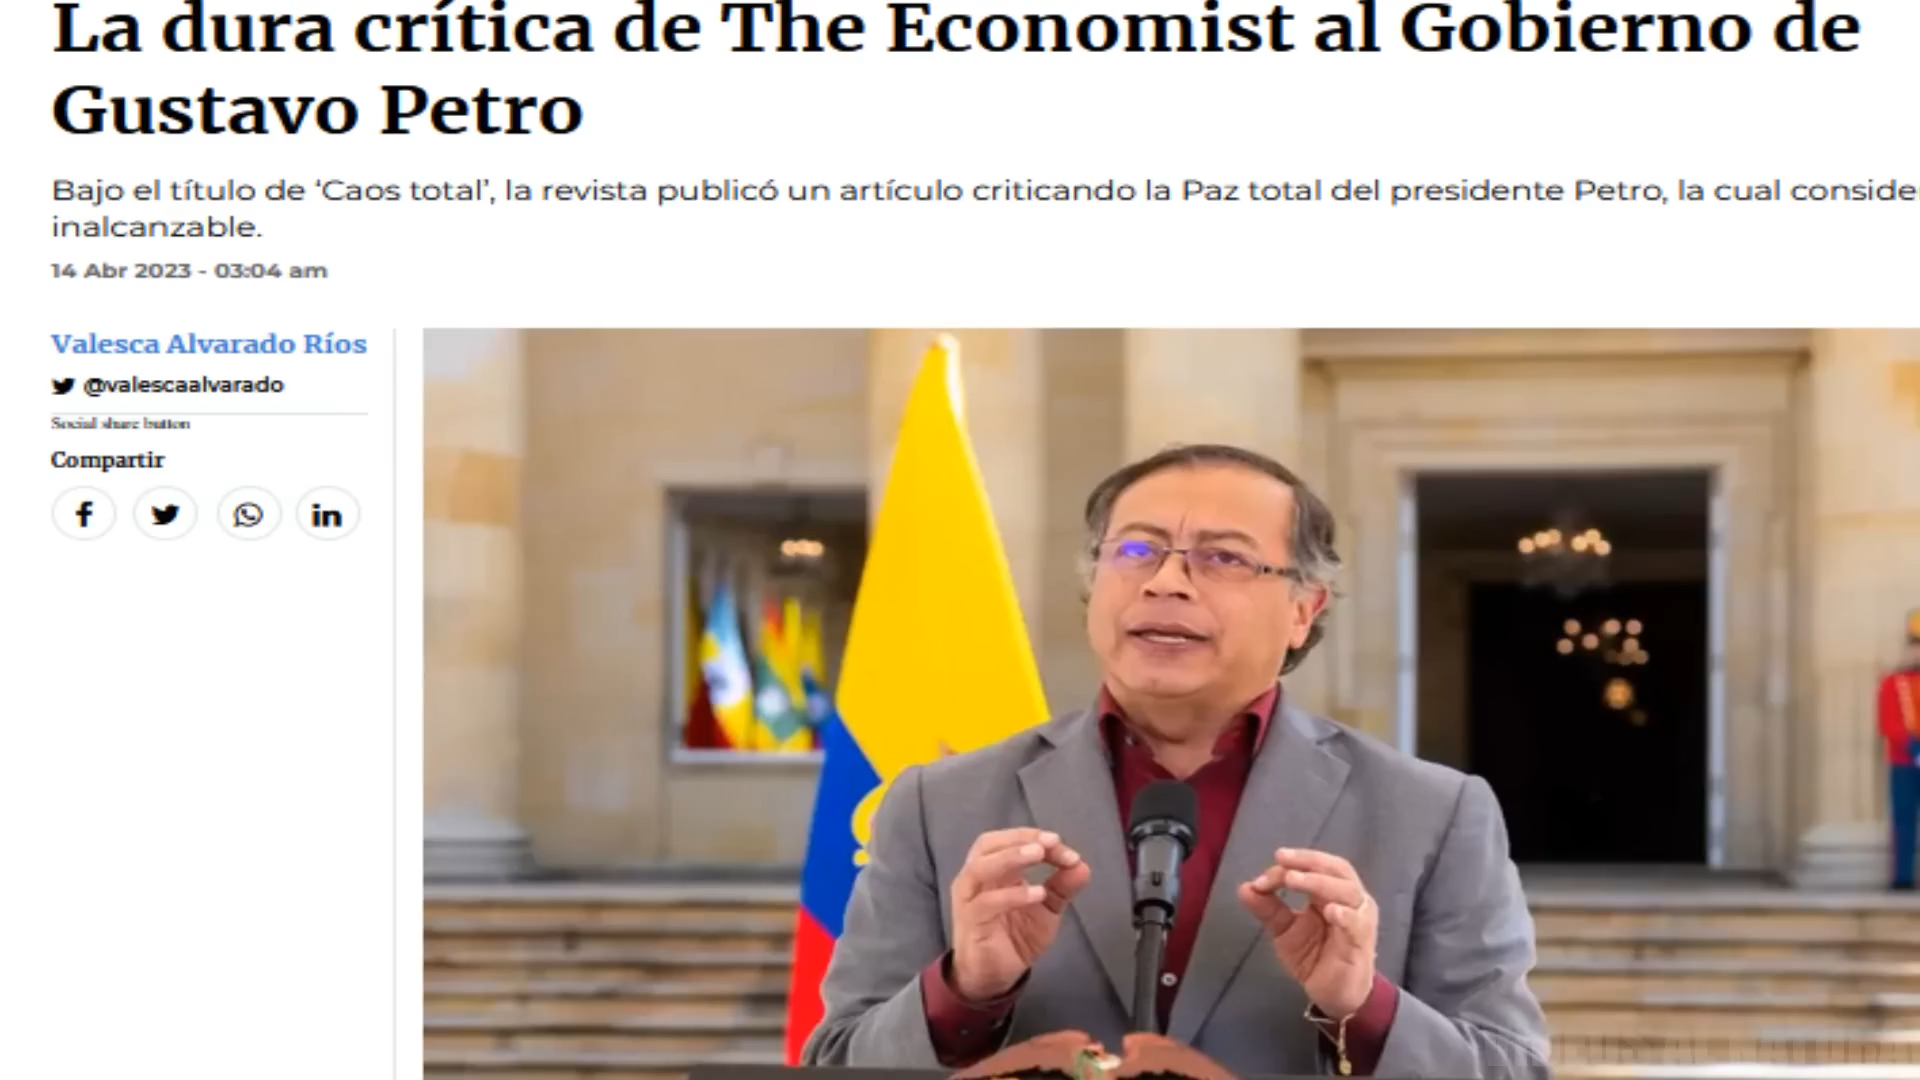 La dura crítica de The Economist al Gobierno de
Gustavo Petro
Bajo el título de ‘Caos total’, la revista publicó un artículo criticando la Paz total del presidente Petro, la cual
inalcanzable.
14 Abr 2023 - 03:04 am
Valesca Alvarado Ríos
@valescaalvarado
Social share button
Compartir